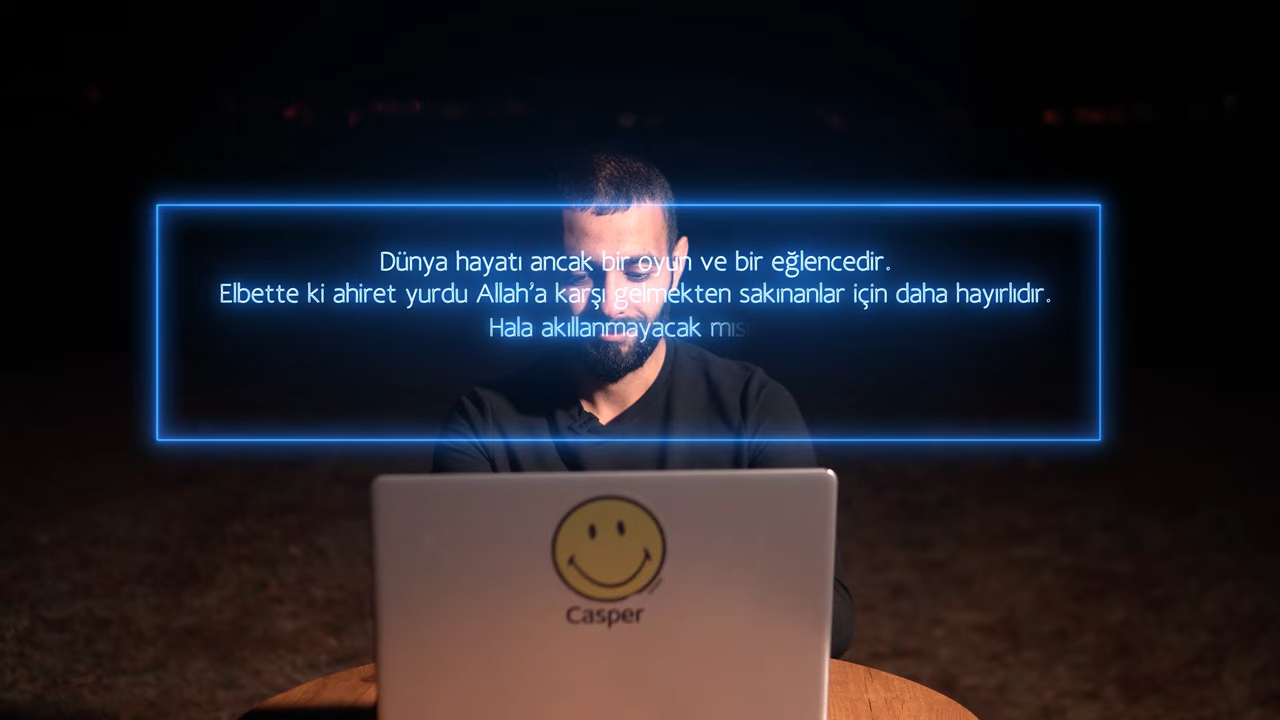 Dünya hayatı ancak bir oyun ve bir eğlencedir.
Elbette ki ahiret yurdu Allah'a karşı gelmekten sakınanlar için daha hayırlıdır.
Hala akıllanmayacak mıs
Casper